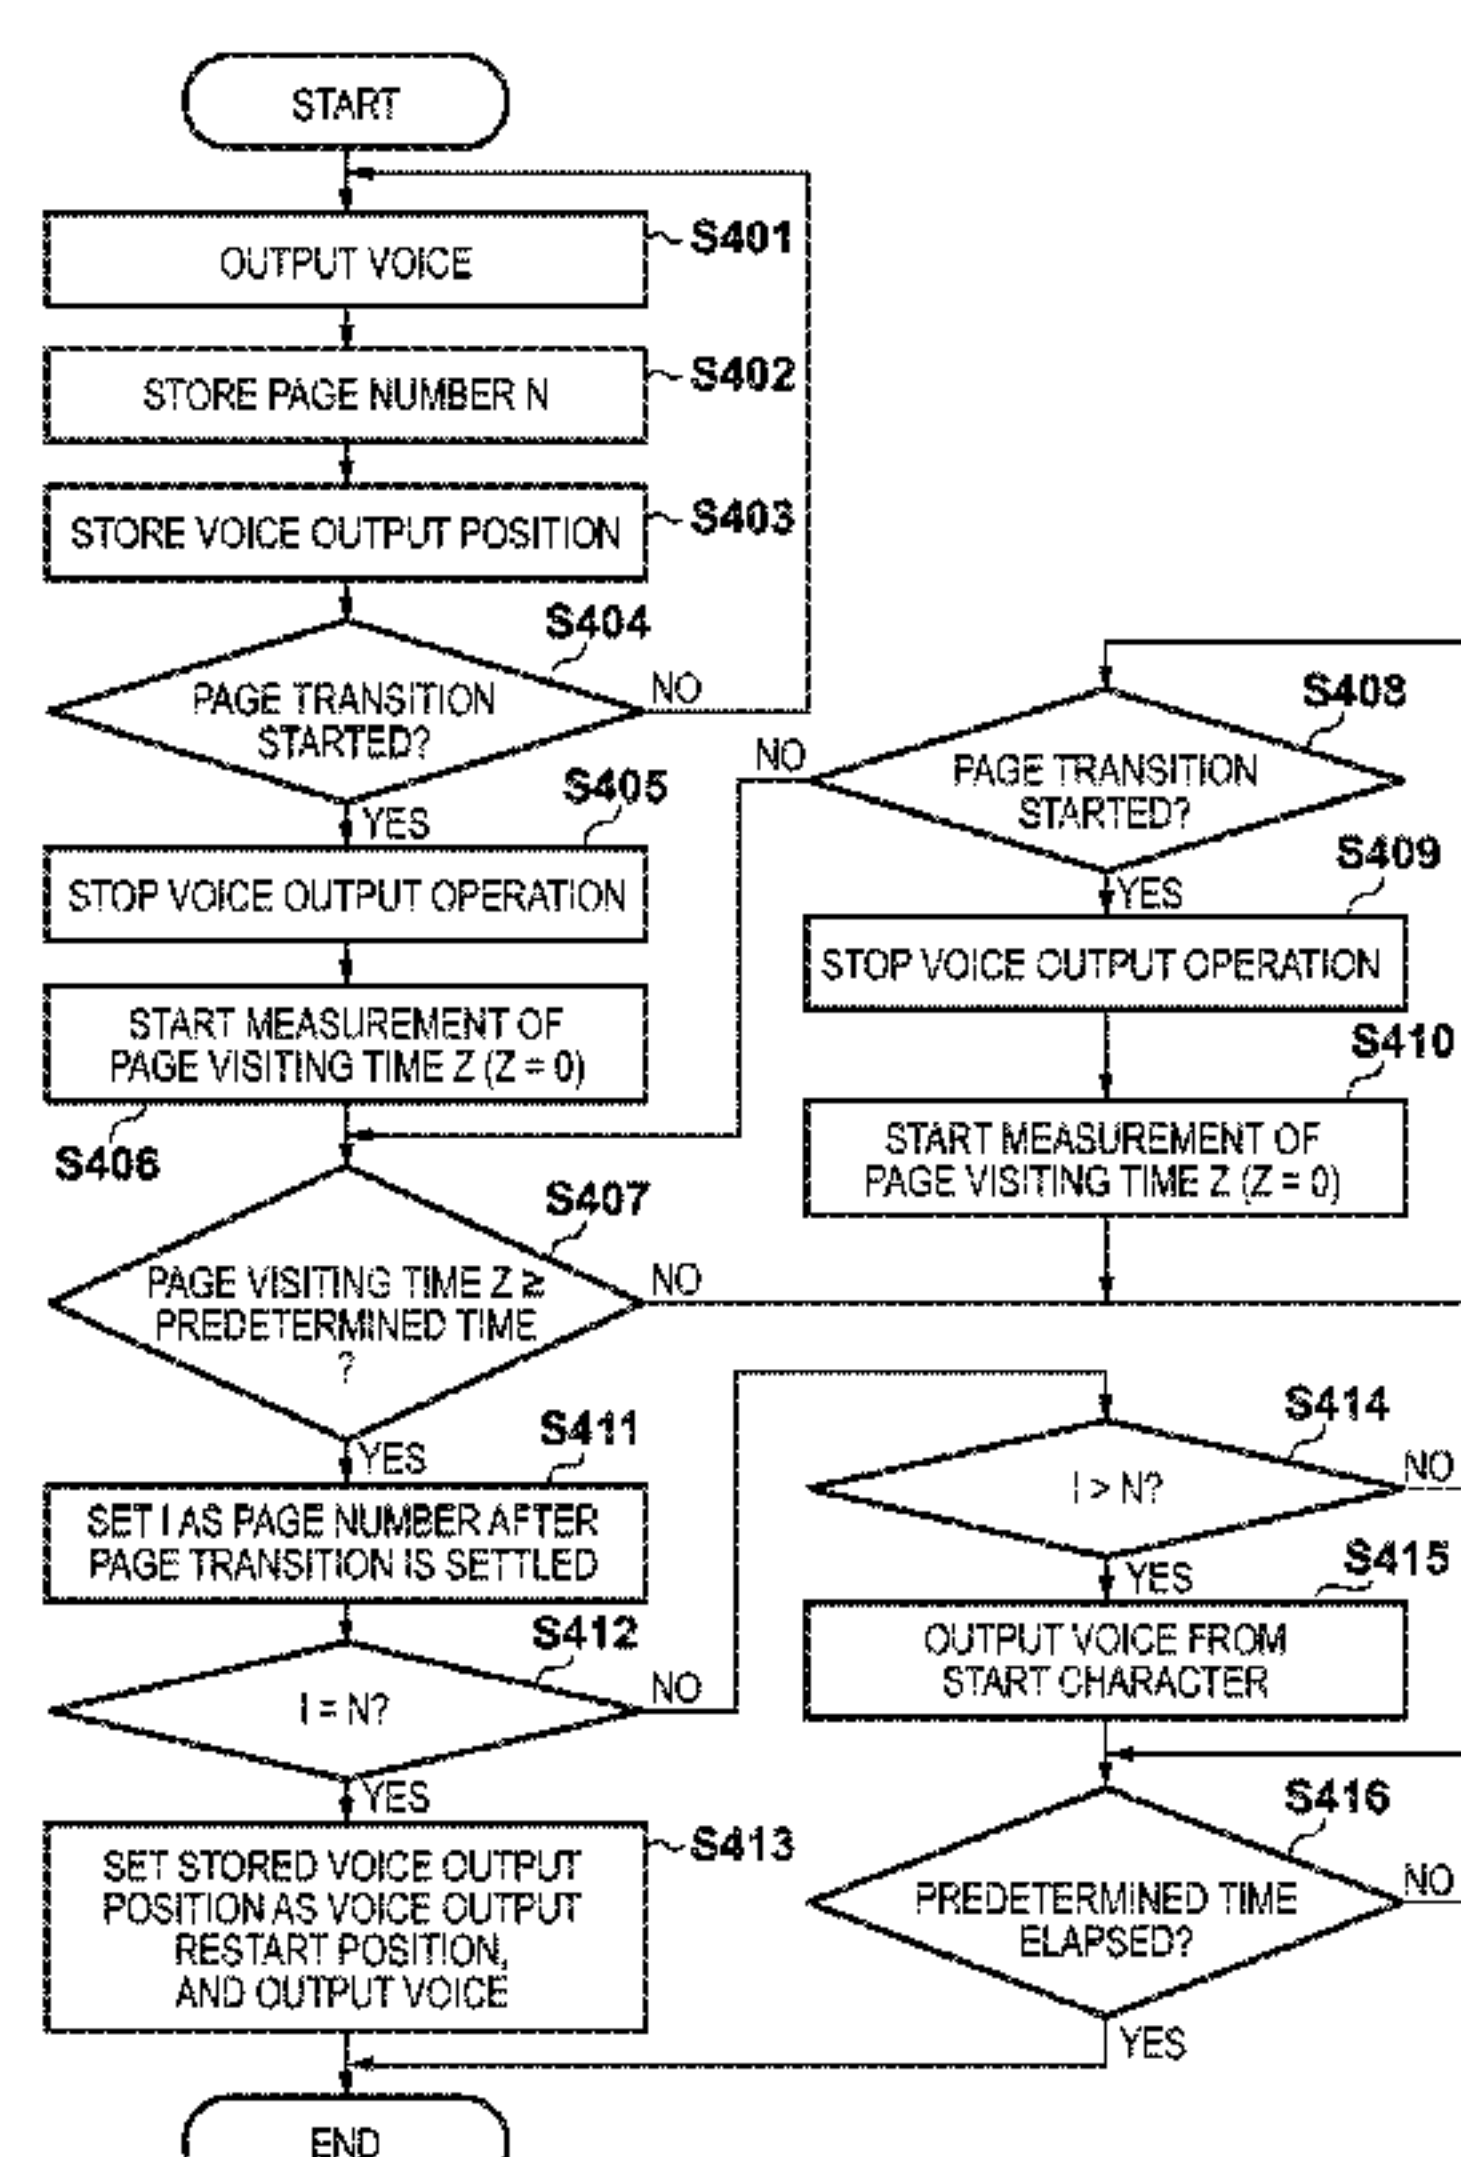 START
OUTPUT VOICE
S401
STORE PAGE NUMBER N
S402
STORE VOICE OUTPUT POSITION
S403
S404
PAGE TRANSITION
STARTED?
NO
YES
S405
STOP VOICE OUTPUT OPERATION
START MEASUREMENT OF
PAGE VISITING TIME Z (Z = 0)
S406
S407
PAGE VISITING TIME Z ≥
PREDETERMINED TIME
?
NO
YES
S408
PAGE TRANSITION
STARTED?
NO
YES
S409
STOP VOICE OUTPUT OPERATION
S410
START MEASUREMENT OF
PAGE VISITING TIME Z (Z = 0)
S411
SET I AS PAGE NUMBER AFTER
PAGE TRANSITION IS SETTLED
S412
I = N?
NO
YES
S413
SET STORED VOICE OUTPUT
POSITION AS VOICE OUTPUT
RESTART POSITION,
AND OUTPUT VOICE
S414
I > N?
NO
YES
S415
OUTPUT VOICE FROM
START CHARACTER
S416
PREDETERMINED TIME
ELAPSED?
NO
YES
END